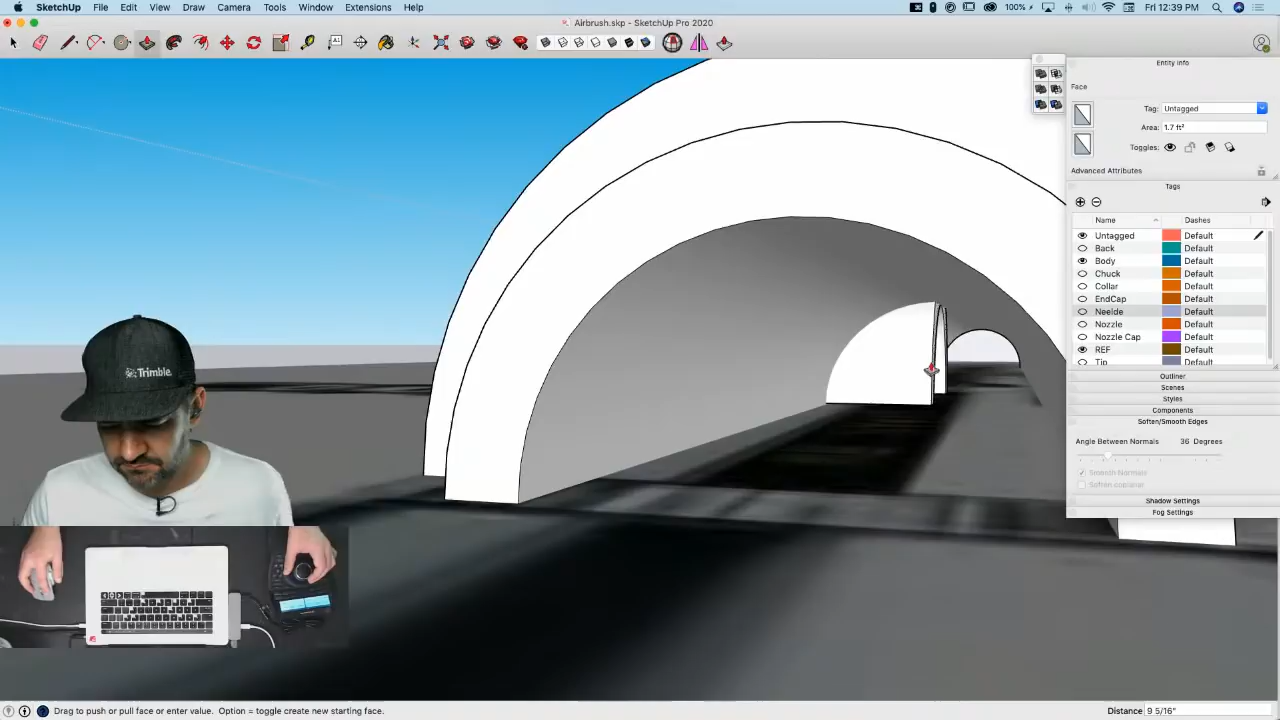 SketchUp File Edit View Draw Camera Tools Window Extensions Help
100% Fri 12:39 PM
Airbrush.skp - SketchUp Pro 2020
Entity Info
Face
Tag: Untagged
Area: 1.7 ft²
Toggles:
Advanced Attributes
Tags
Name Dashes
Untagged Default
Back Default
Body Default
Chuck Default
Collar Default
EndCap Default
Neelde Default
Nozzle Default
Nozzle Cap Default
REF Default
Tip Default
Outliner
Scenes
Styles
Components
Soften/Smooth Edges
Angle Between Normals 36 Degrees
Smooth Normals
Soften coplanar
Shadow Settings
Fog Settings
Trimble.
Drag to push or pull face or enter value. Option = toggle create new starting face.
Distance 9 5/16"